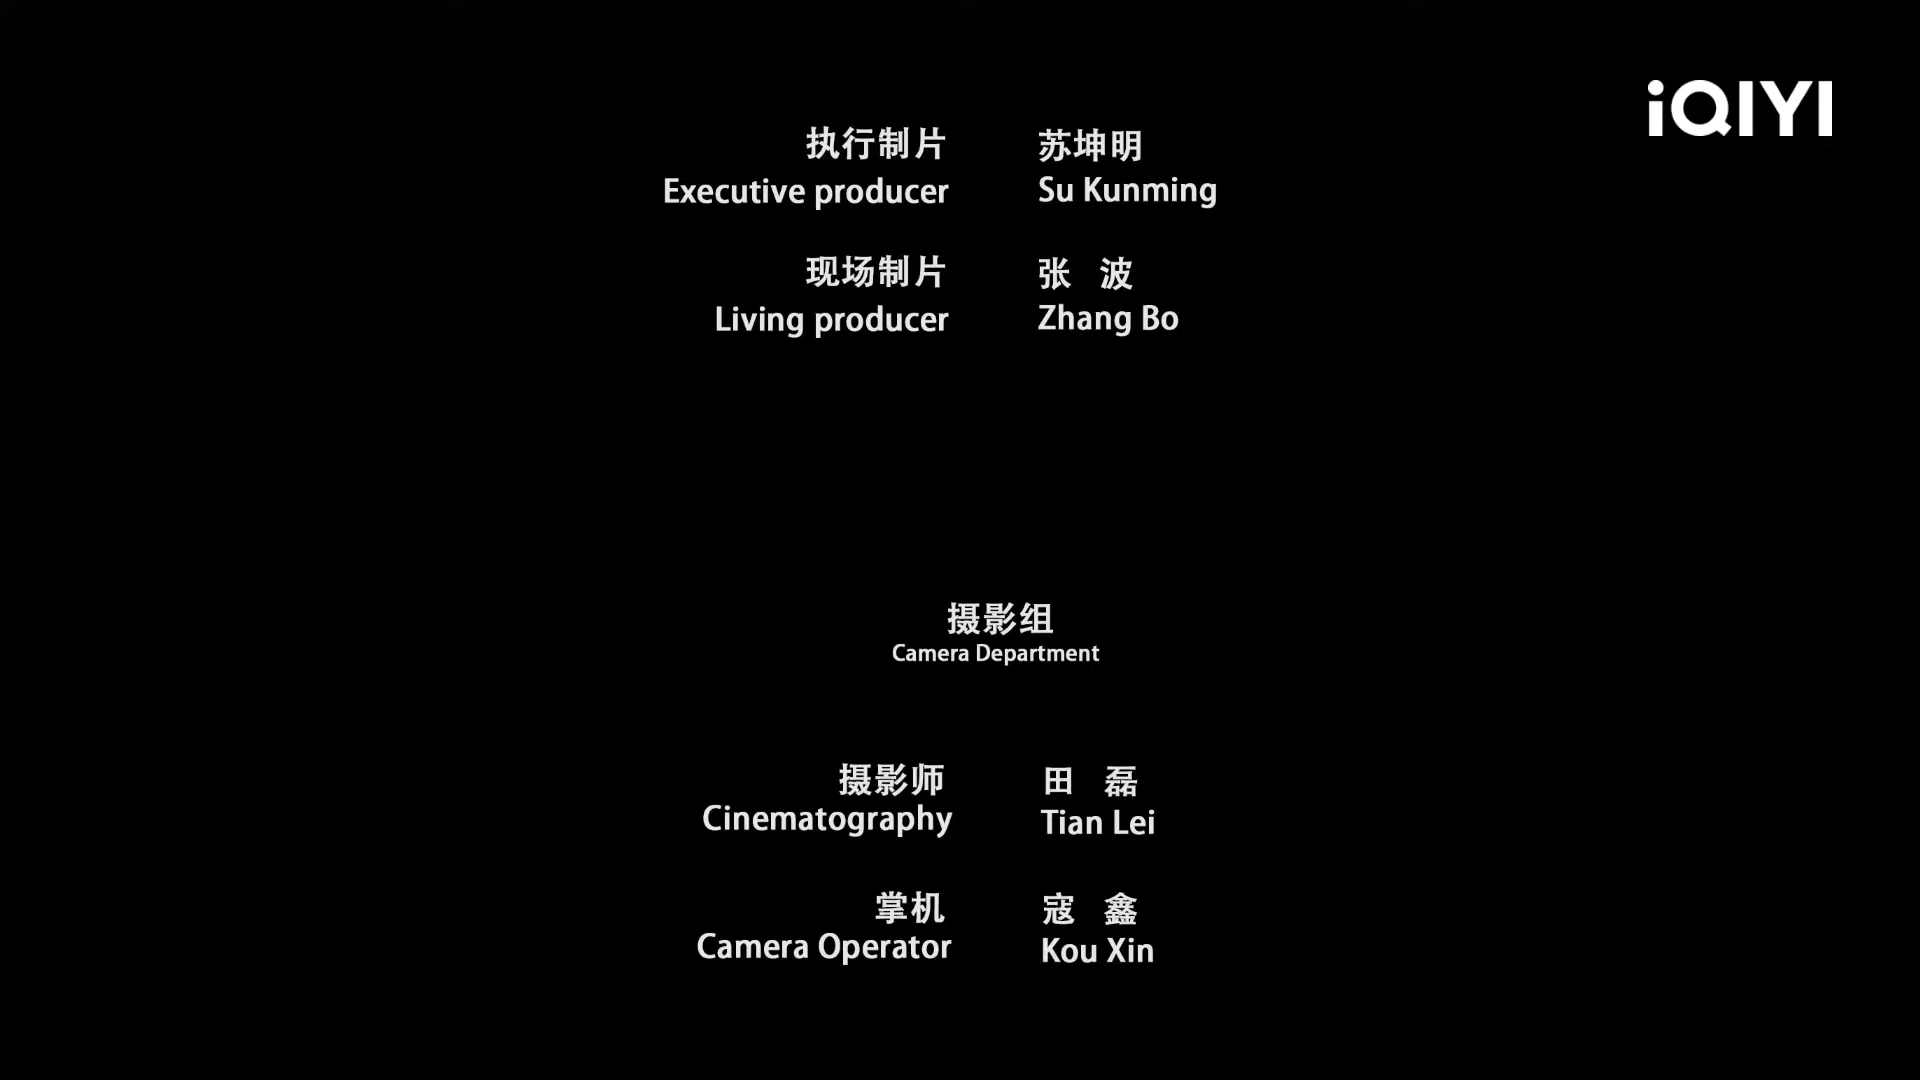 iQIYI
执行制片 苏坤明
Executive producer Su Kunming
现场制片 张 波
Living producer Zhang Bo
摄影组
Camera Department
摄影师 田 磊
Cinematography Tian Lei
掌机 寇 鑫
Camera Operator Kou Xin